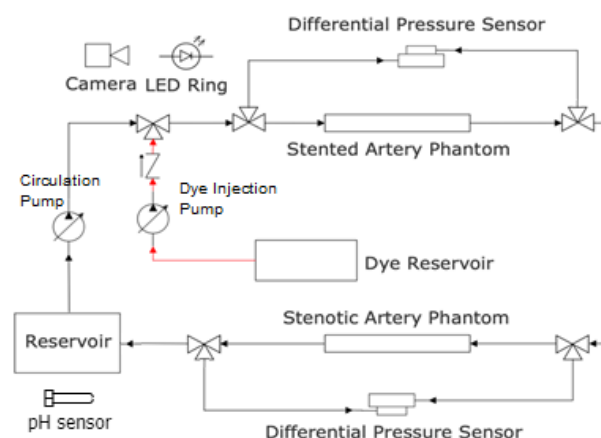 Differential Pressure Sensor
Camera
LED Ring
Stented Artery Phantom
Circulation
Pump
Dye Injection
Pump
Dye Reservoir
Stenotic Artery Phantom
Reservoir
pH sensor
Differential Pressure Sensor